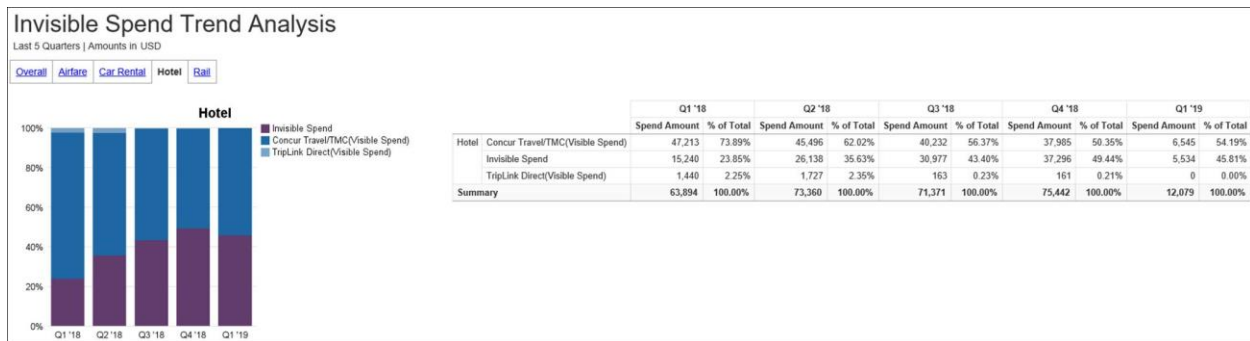 Invisible Spend Trend Analysis
Last 5 Quarters | Amounts in USD
Overall Airfare Car Rental Hotel Rail
Hotel
100%
80%
60%
40%
20%
0%
Q1 '18 Q2 '18 Q3 '18 Q4 '18 Q1 '19
Invisible Spend
Concur Travel/TMC(Visible Spend)
TripLink Direct(Visible Spend)
Q1 '18 Q2 '18 Q3 '18 Q4 '18 Q1 '19
Spend Amount % of Total Spend Amount % of Total Spend Amount % of Total Spend Amount % of Total Spend Amount % of Total
Hotel Concur Travel/TMC(Visible Spend) 47,213 73.89% 45,496 62.02% 40,232 56.37% 37,985 50.35% 6,545 54.19%
Invisible Spend 15,240 23.85% 26,138 35.63% 30,977 43.40% 37,296 49.44% 5,534 45.81%
TripLink Direct(Visible Spend) 1,440 2.25% 1,727 2.35% 163 0.23% 161 0.21% 0 0.00%
Summary 63,894 100.00% 73,360 100.00% 71,371 100.00% 75,442 100.00% 12,079 100.00%